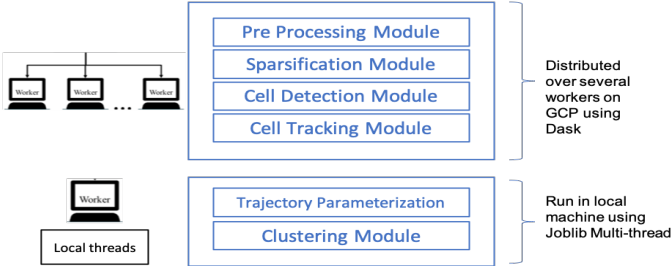 Pre Processing Module
Sparsification Module
Cell Detection Module
Cell Tracking Module
Worker
Worker
...
Worker
Distributed
over several
workers on
GCP using
Dask
Trajectory Parameterization
Clustering Module
Worker
Local threads
Run in local
machine using
Joblib Multi-thread